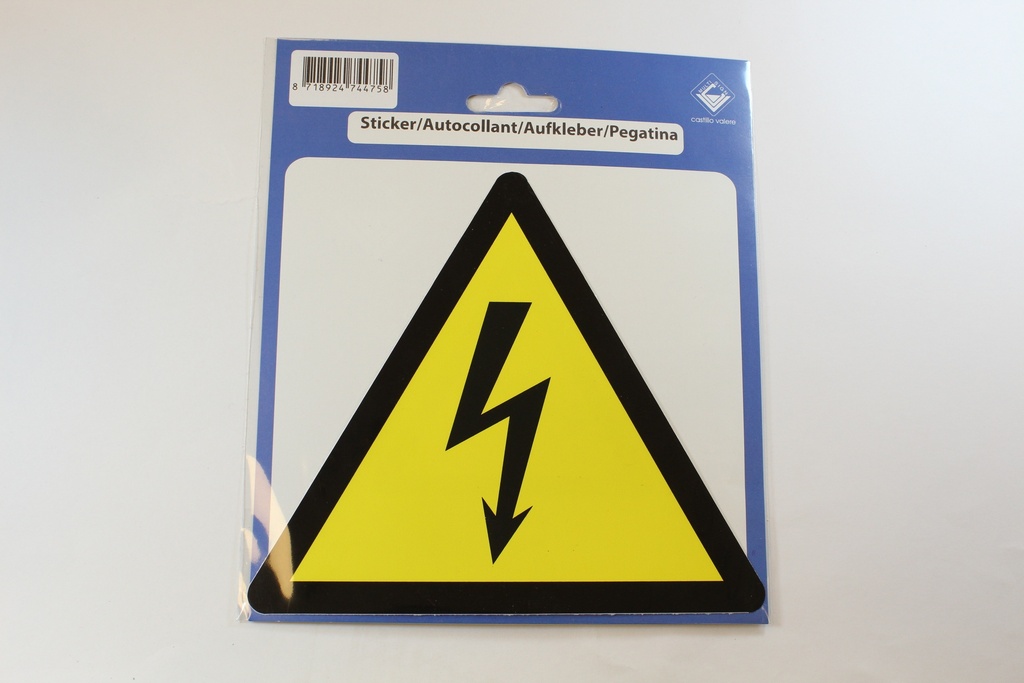 8 718924 744758
Sticker/Autocollant/Aufkleber/Pegatina
castillo valere